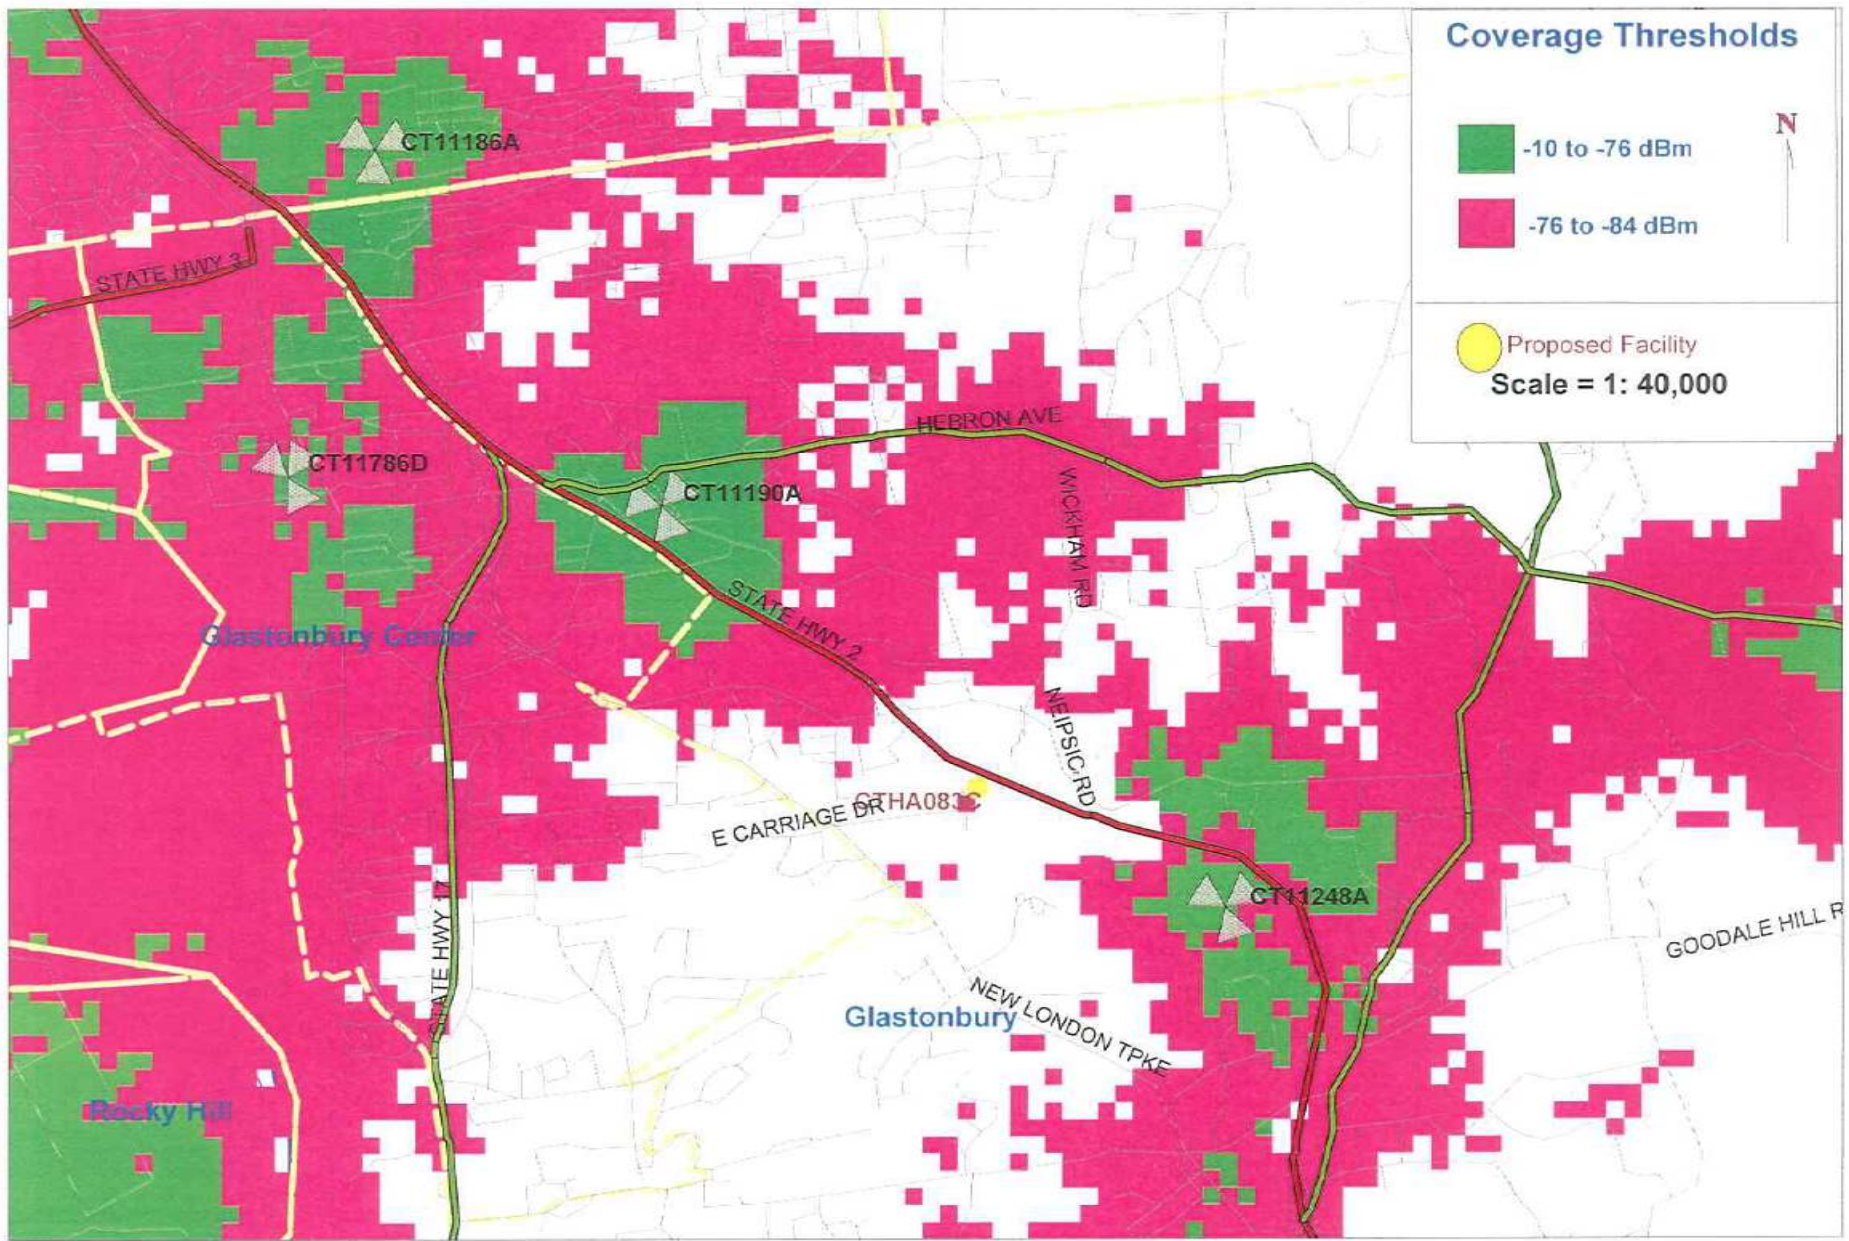 Coverage Thresholds
N
-10 to -76 dBm
-76 to -84 dBm
Proposed Facility
Scale = 1: 40,000
CT11186A
STATE HWY 3
HEBRON AVE
CT11786D
CT11190A
WICKHAM RD
STATE HWY 2
Glastonbury Center
NEIPSIC RD
CTHA083C
E CARRIAGE DR
CT11248A
STATE HWY 17
GOODALE HILL R
NEW LONDON TPKE
Glastonbury
Rocky Hill